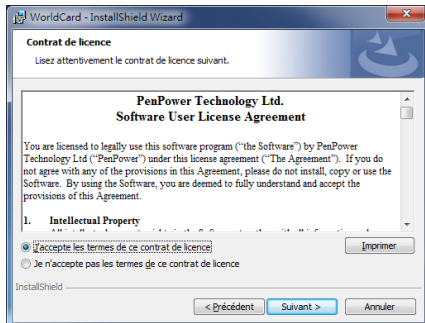 WorldCard - InstallShield Wizard
Contrat de licence
Lisez attentivement le contrat de licence suivant.
PenPower Technology Ltd.
Software User License Agreement
You are licensed to legally use this software program (“the Software”) by PenPower
Technology Ltd (“PenPower”) under this license agreement (“The Agreement”). If you do
not agree with any of the provisions in this Agreement, please do not install, copy or use the
Software. By using the Software, you are deemed to fully understand and accept the
provisions of this Agreement.
1. Intellectual Property
J'accepte les termes de ce contrat de licence
Imprimer
Je n'accepte pas les termes de ce contrat de licence
InstallShield
< Précédent
Suivant >
Annuler